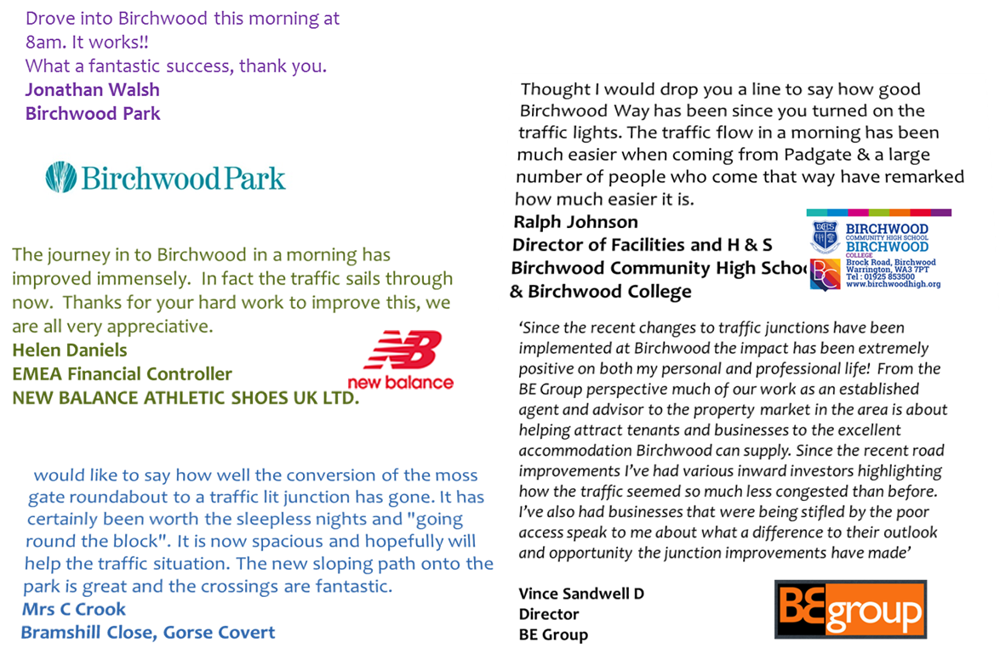 Drove into Birchwood this morning at
8am. It works!!
What a fantastic success, thank you.
Jonathan Walsh
Birchwood Park
Birchwood Park
The journey in to Birchwood in a morning has
improved immensely.  In fact the traffic sails through
now.  Thanks for your hard work to improve this, we
are all very appreciative.
Helen Daniels
EMEA Financial Controller
NEW BALANCE ATHLETIC SHOES UK LTD.
NB
new balance
would like to say how well the conversion of the moss
gate roundabout to a traffic lit junction has gone. It has
certainly been worth the sleepless nights and "going
round the block". It is now spacious and hopefully will
help the traffic situation. The new sloping path onto the
park is great and the crossings are fantastic.
Mrs C Crook
Bramshill Close, Gorse Covert
Thought I would drop you a line to say how good
Birchwood Way has been since you turned on the
traffic lights. The traffic flow in a morning has been
much easier when coming from Padgate & a large
number of people who come that way have remarked
how much easier it is.
Ralph Johnson
Director of Facilities and H & S
Birchwood Community High Schoo
& Birchwood College
BCHS
BIRCHWOOD
COMMUNITY HIGH SCHOOL
BIRCHWOOD
COLLEGE
BC
Brock Road, Birchwood
Warrington, WA3 7PT
Tel : 01925 853500
www.birchwoodhigh.org
‘Since the recent changes to traffic junctions have been
implemented at Birchwood the impact has been extremely
positive on both my personal and professional life!  From the
BE Group perspective much of our work as an established
agent and advisor to the property market in the area is about
helping attract tenants and businesses to the excellent
accommodation Birchwood can supply. Since the recent road
improvements I’ve had various inward investors highlighting
how the traffic seemed so much less congested than before.
I’ve also had businesses that were being stifled by the poor
access speak to me about what a difference to their outlook
and opportunity the junction improvements have made’
Vince Sandwell D
Director
BE Group
BE group